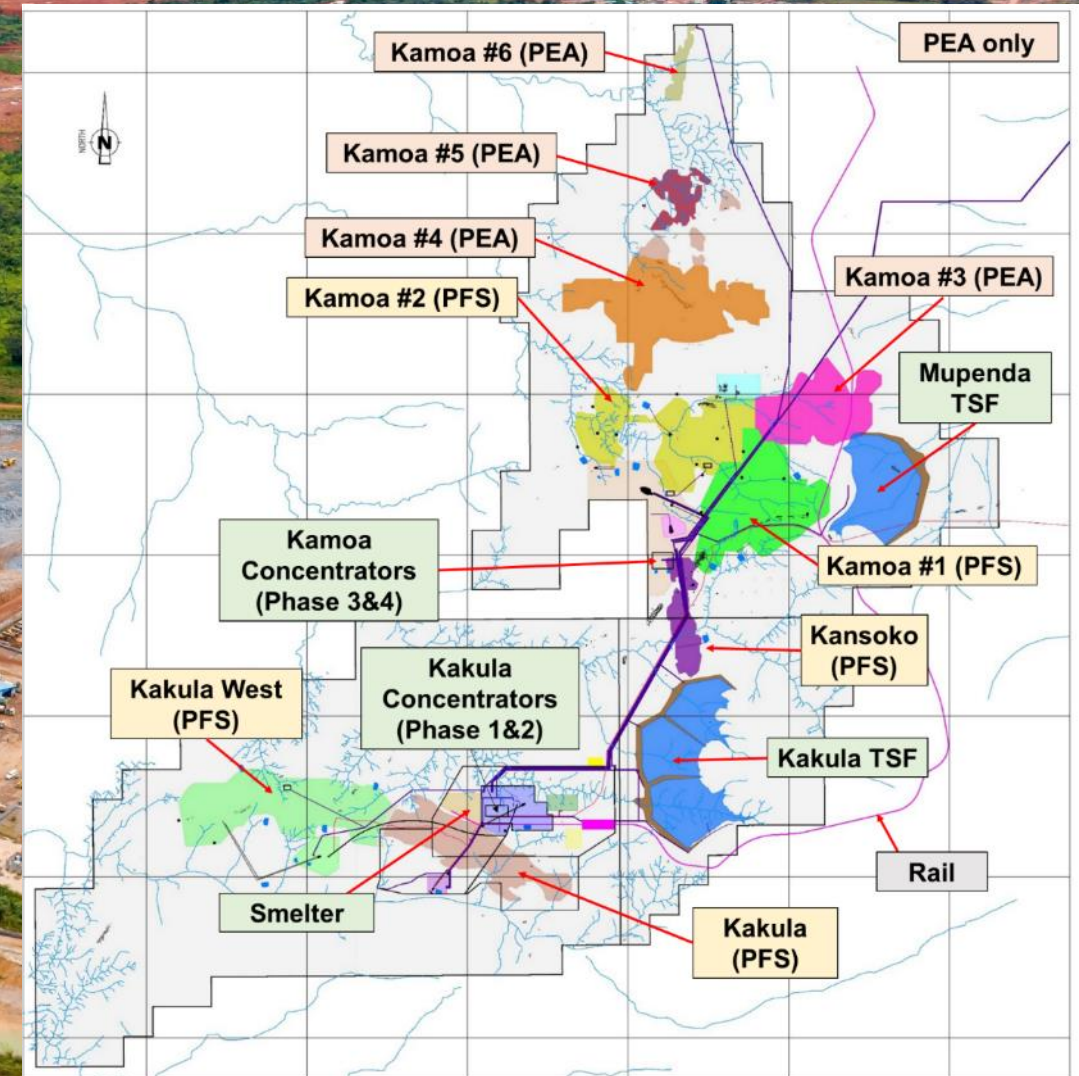 PEA only
Kamoa #6 (PEA)
NORTH
N
Kamoa #5 (PEA)
Kamoa #4 (PEA)
Kamoa #3 (PEA)
Kamoa #2 (PFS)
Mupenda
TSF
Kamoa
Concentrators
(Phase 3&4)
Kamoa #1 (PFS)
Kansoko
(PFS)
Kakula West
(PFS)
Kakula
Concentrators
(Phase 1&2)
Kakula TSF
Rail
Smelter
Kakula
(PFS)